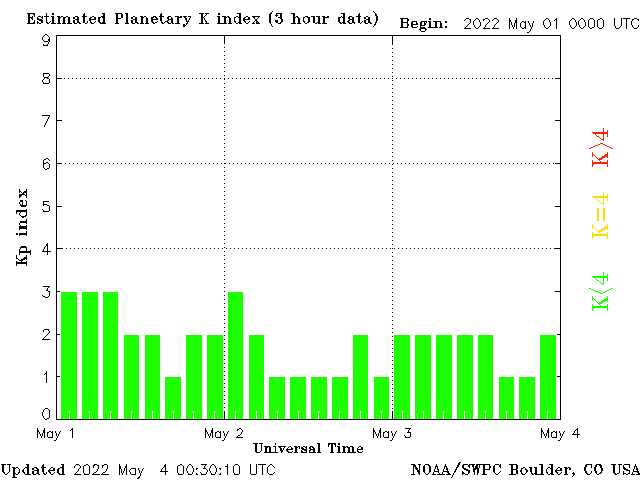 Estimated Planetary K index (3 hour data) Begin: 2022 May 01 0000 UTC
9
8
7
6
5
4
3
2
1
0
Kp index
K>4
K=4
K<4
May 1 May 2 May 3 May 4
Universal Time
Updated 2022 May 4 00:30:10 UTC NOAA/SWPC Boulder, CO USA